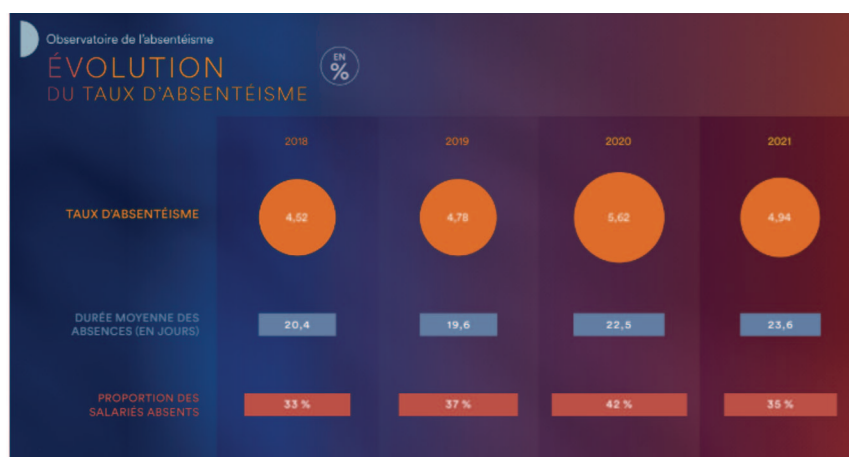 Observatoire de l'absentéisme
ÉVOLUTION
DU TAUX D'ABSENTÉISME
EN
%
2018 2019 2020 2021
TAUX D'ABSENTÉISME 4,52 4,78 5,62 4,94
DURÉE MOYENNE DES
ABSENCES (EN JOURS) 20,4 19,6 22,5 23,6
PROPORTION DES
SALARIÉS ABSENTS 33 % 37 % 42 % 35 %